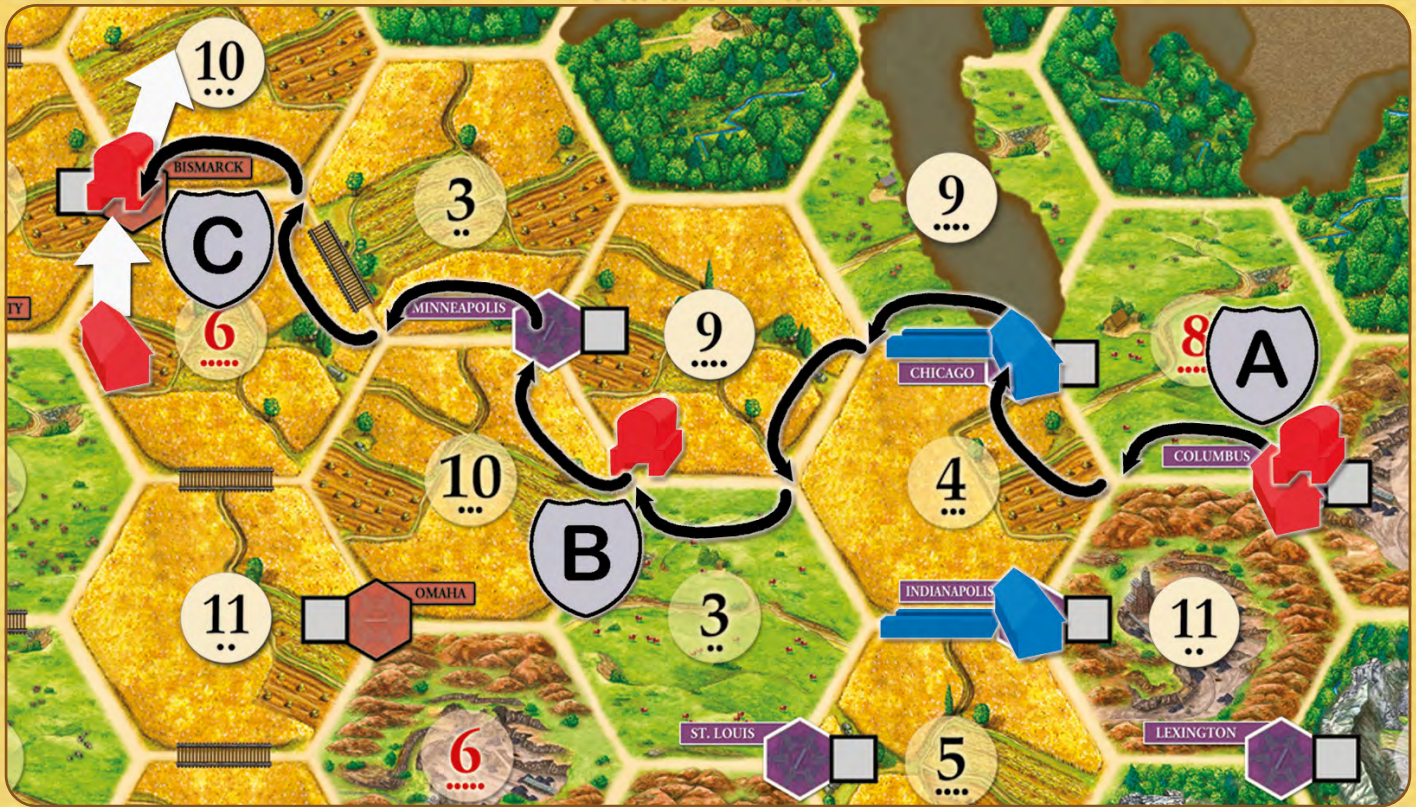 10
BISMARCK
C
3
9
TY
MINNEAPOLIS
6
9
8
A
CHICAGO
COLUMBUS
10
4
B
OMAHA
INDIANAPOLIS
11
3
11
ST. LOUIS
LEXINGTON
6
5